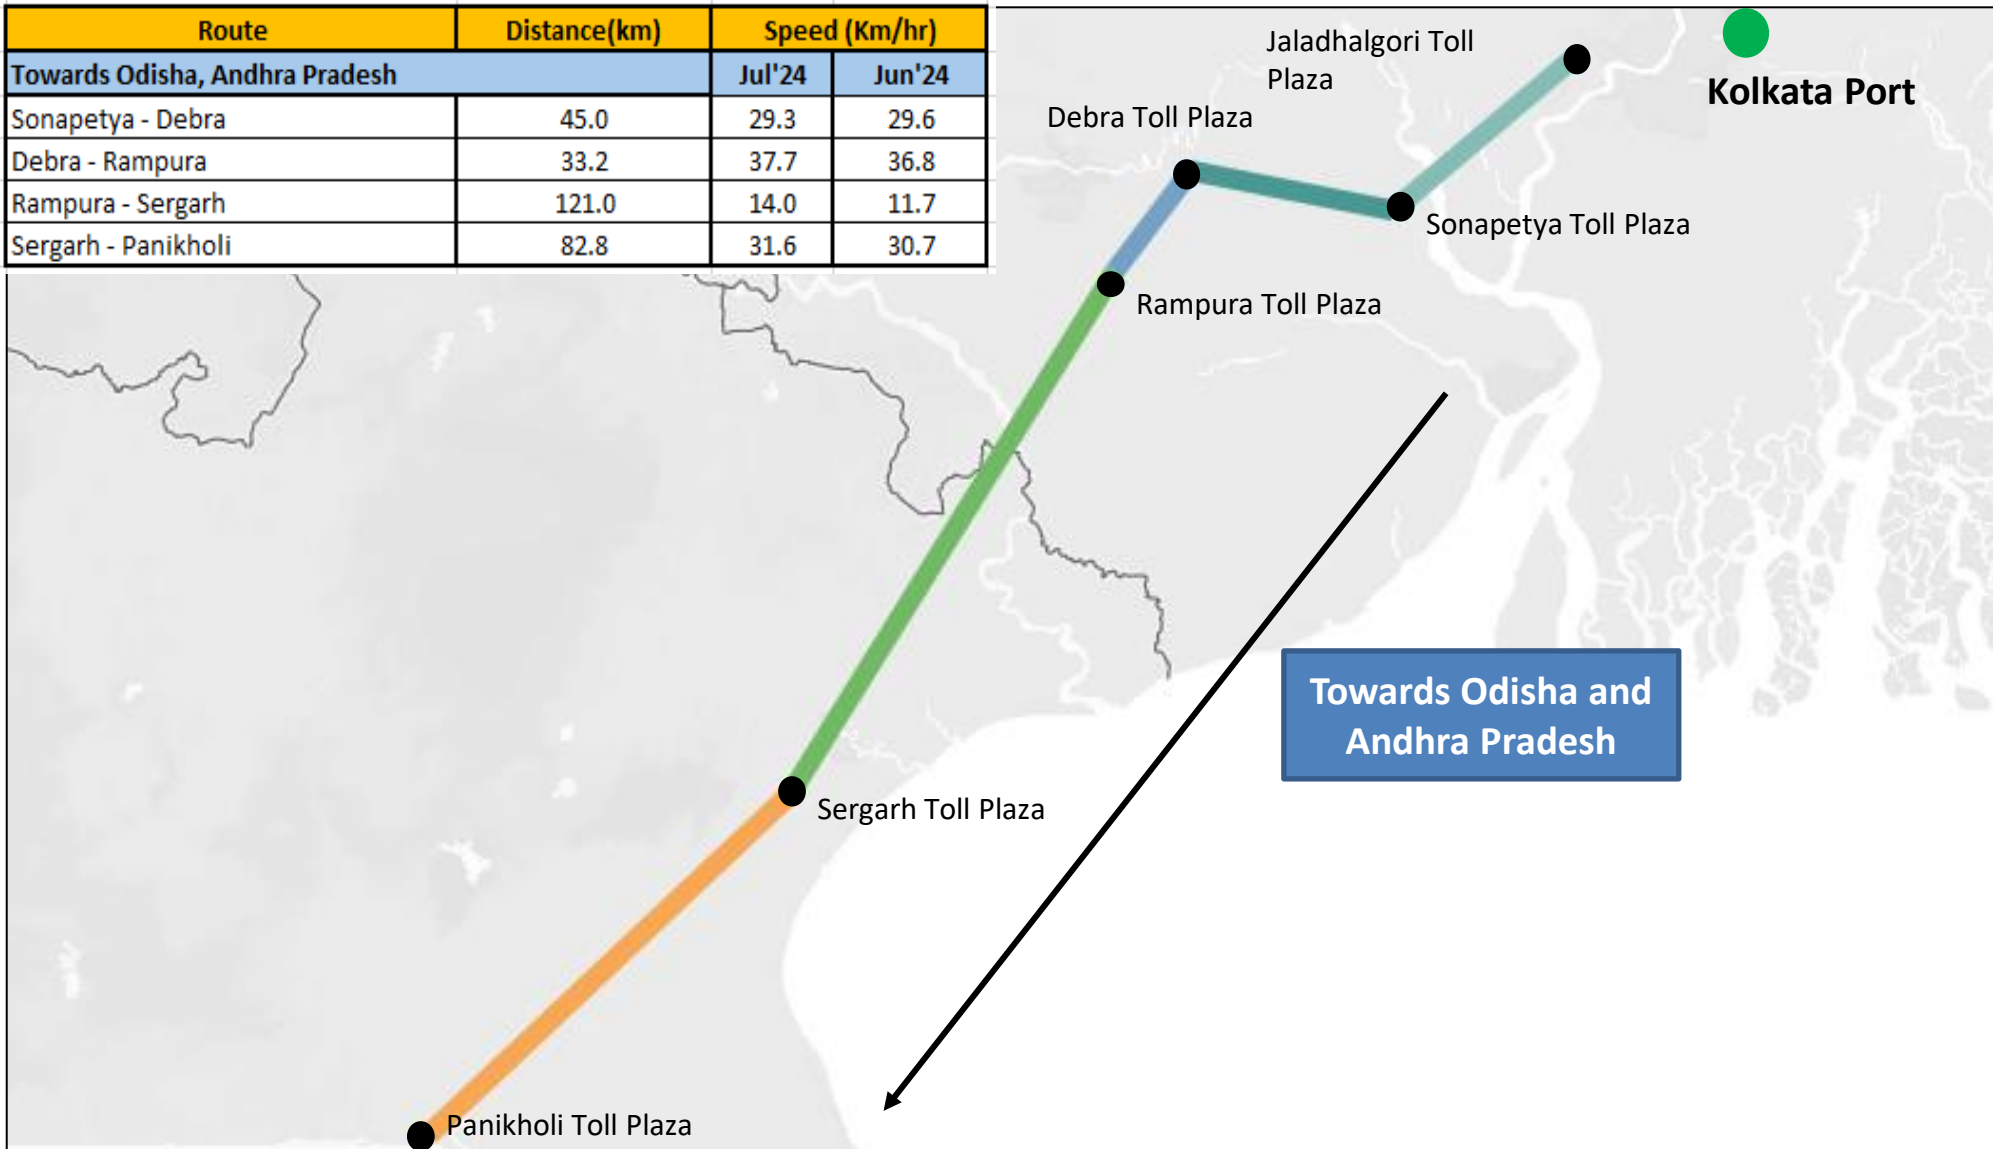 Route Distance(km) Speed (Km/hr)
Towards Odisha, Andhra Pradesh Jul'24 Jun'24
Sonapetya - Debra 45.0 29.3 29.6
Debra - Rampura 33.2 37.7 36.8
Rampura - Sergarh 121.0 14.0 11.7
Sergarh - Panikholi 82.8 31.6 30.7
Jaladhalgori Toll
Plaza
Kolkata Port
Debra Toll Plaza
Sonapetya Toll Plaza
Rampura Toll Plaza
Towards Odisha and
Andhra Pradesh
Sergarh Toll Plaza
Panikholi Toll Plaza